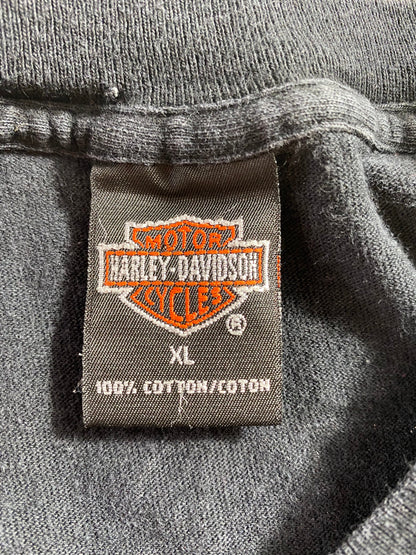 MOTOR
HARLEY-DAVIDSON
CYCLES
®
XL
100% COTTON/COTON